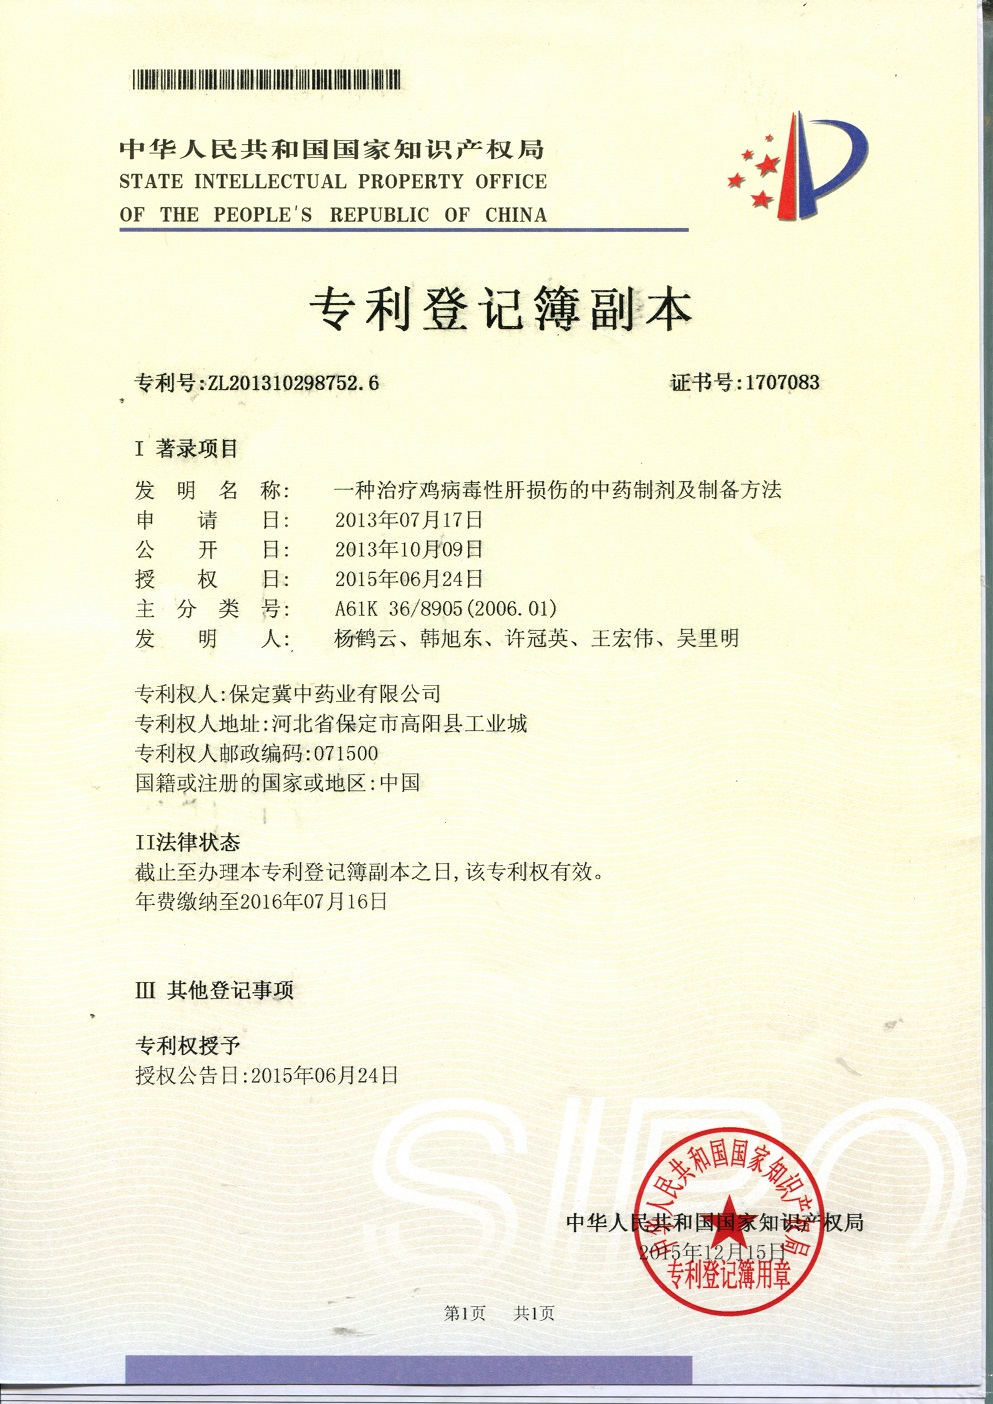 中华人民共和国国家知识产权局
STATE INTELLECTUAL PROPERTY OFFICE
OF THE PEOPLE'S REPUBLIC OF CHINA
专利登记簿副本
专利号:ZL201310298752.6 证书号:1707083
I 著录项目
发明名称: 一种治疗鸡病毒性肝损伤的中药制剂及制备方法
申请日: 2013年07月17日
公开日: 2013年10月09日
授权日: 2015年06月24日
主分类号: A61K 36/8905(2006.01)
发明人: 杨鹤云、韩旭东、许冠英、王宏伟、吴里明
专利权人:保定冀中药业有限公司
专利权人地址:河北省保定市高阳县工业城
专利权人邮政编码:071500
国籍或注册的国家或地区:中国
II法律状态
截止至办理本专利登记簿副本之日,该专利权有效。
年费缴纳至2016年07月16日
III 其他登记事项
专利权授予
授权公告日:2015年06月24日
SIPO
中华人民共和国国家知识产权局
中华人民共和国国家知识产权局
2015年12月15日
专利登记簿用章
第1页 共1页